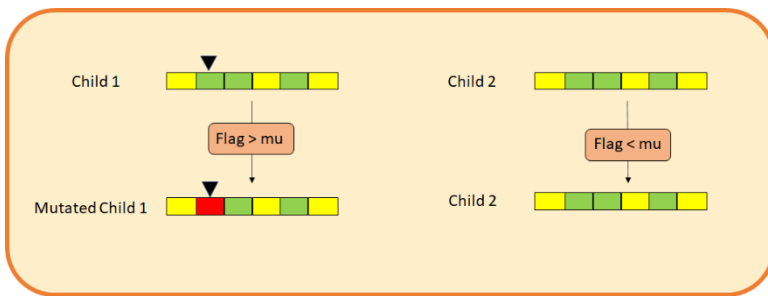 Child 1
Child 2
Flag > mu
Flag < mu
Mutated Child 1
Child 2